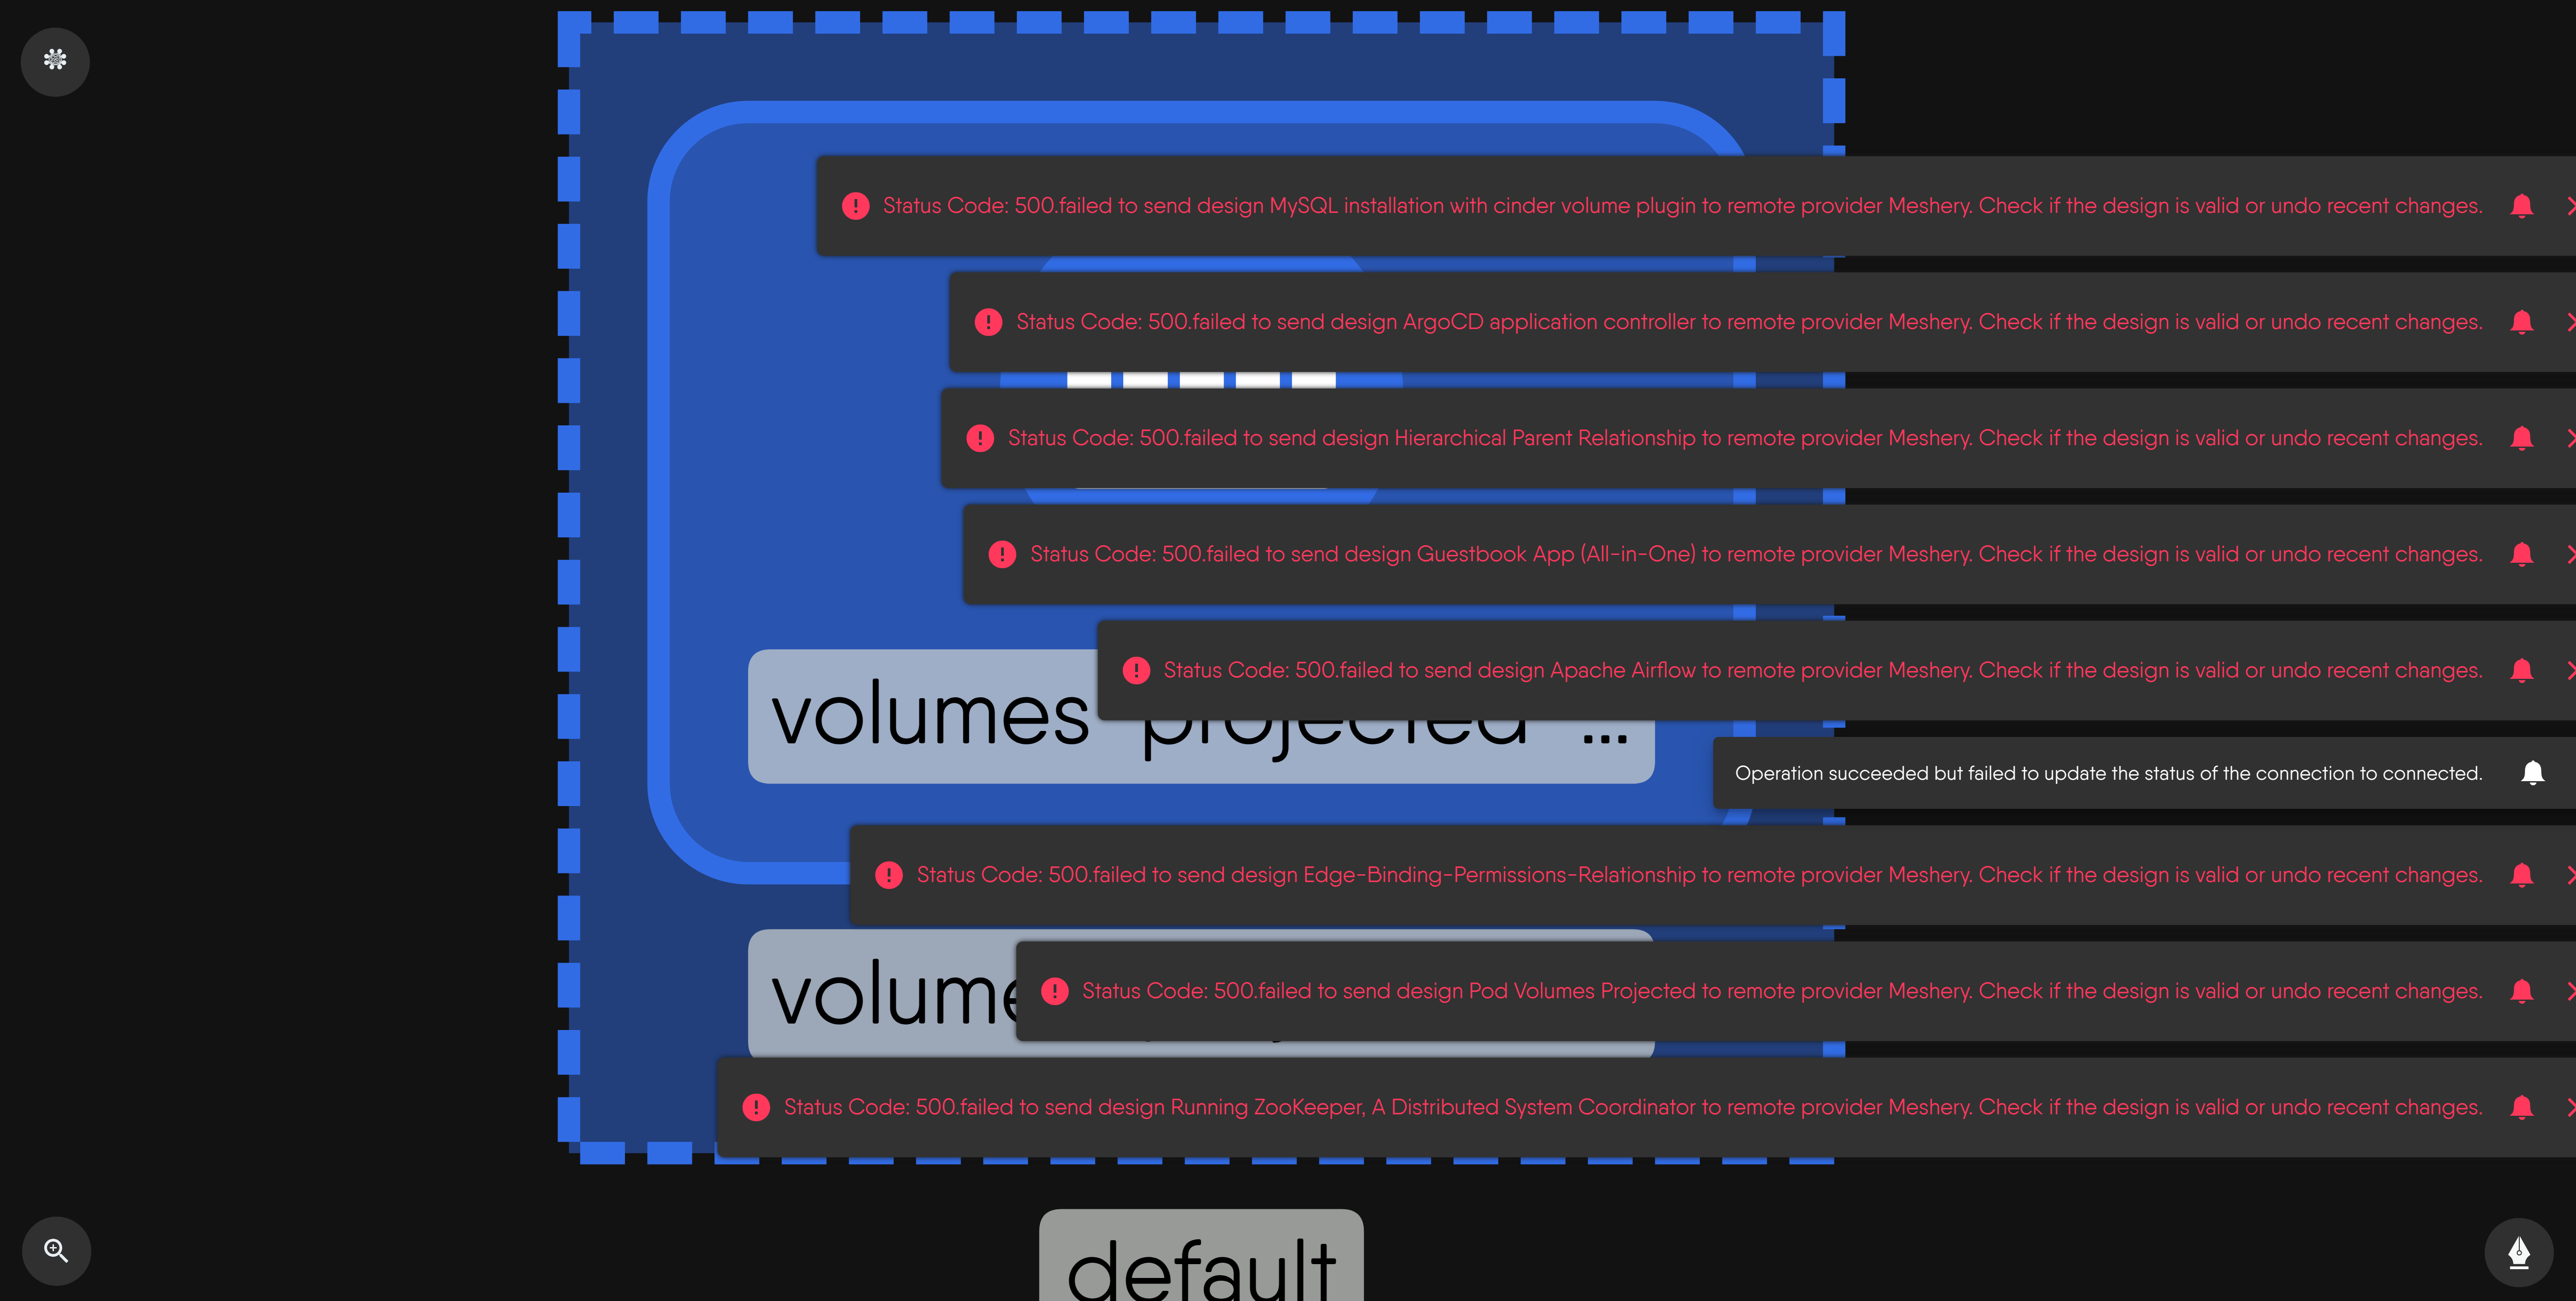 Status Code: 500.failed to send design MySQL installation with cinder volume plugin to remote provider Meshery. Check if the design is valid or undo recent changes.
Status Code: 500.failed to send design ArgoCD application controller to remote provider Meshery. Check if the design is valid or undo recent changes.
Status Code: 500.failed to send design Hierarchical Parent Relationship to remote provider Meshery. Check if the design is valid or undo recent changes.
Status Code: 500.failed to send design Guestbook App (All-in-One) to remote provider Meshery. Check if the design is valid or undo recent changes.
Status Code: 500.failed to send design Apache Airflow to remote provider Meshery. Check if the design is valid or undo recent changes.
volumes projected ...
Operation succeeded but failed to update the status of the connection to connected.
Status Code: 500.failed to send design Edge-Binding-Permissions-Relationship to remote provider Meshery. Check if the design is valid or undo recent changes.
Status Code: 500.failed to send design Pod Volumes Projected to remote provider Meshery. Check if the design is valid or undo recent changes.
Status Code: 500.failed to send design Running ZooKeeper, A Distributed System Coordinator to remote provider Meshery. Check if the design is valid or undo recent changes.
default